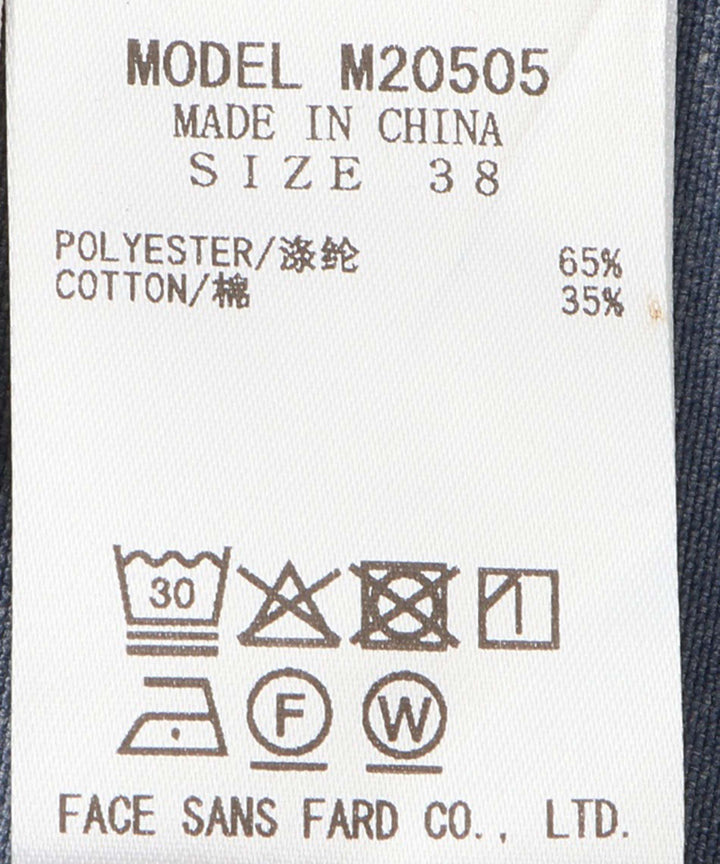 MODEL M20505
MADE IN CHINA
SIZE 38
POLYESTER/涤纶 65%
COTTON/棉 35%
30
F W
FACE SANS FARD CO., LTD.